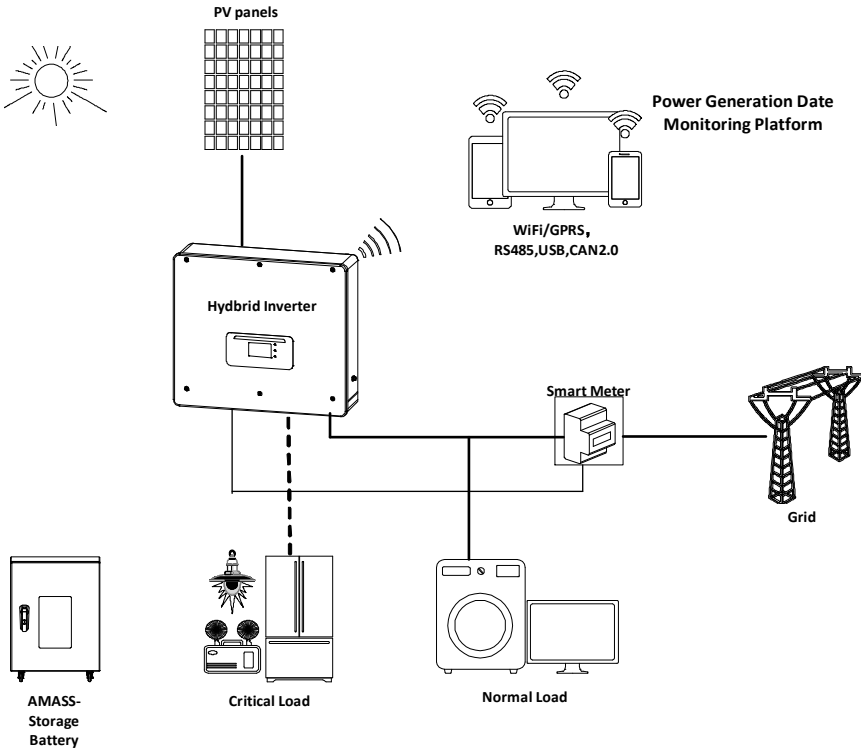 PV panels
Power Generation Date
Monitoring Platform
WiFi/GPRS，
RS485,USB,CAN2.0
Hydbrid Inverter
Smart Meter
Grid
Critical Load
Normal Load
AMASS-
Storage
Battery